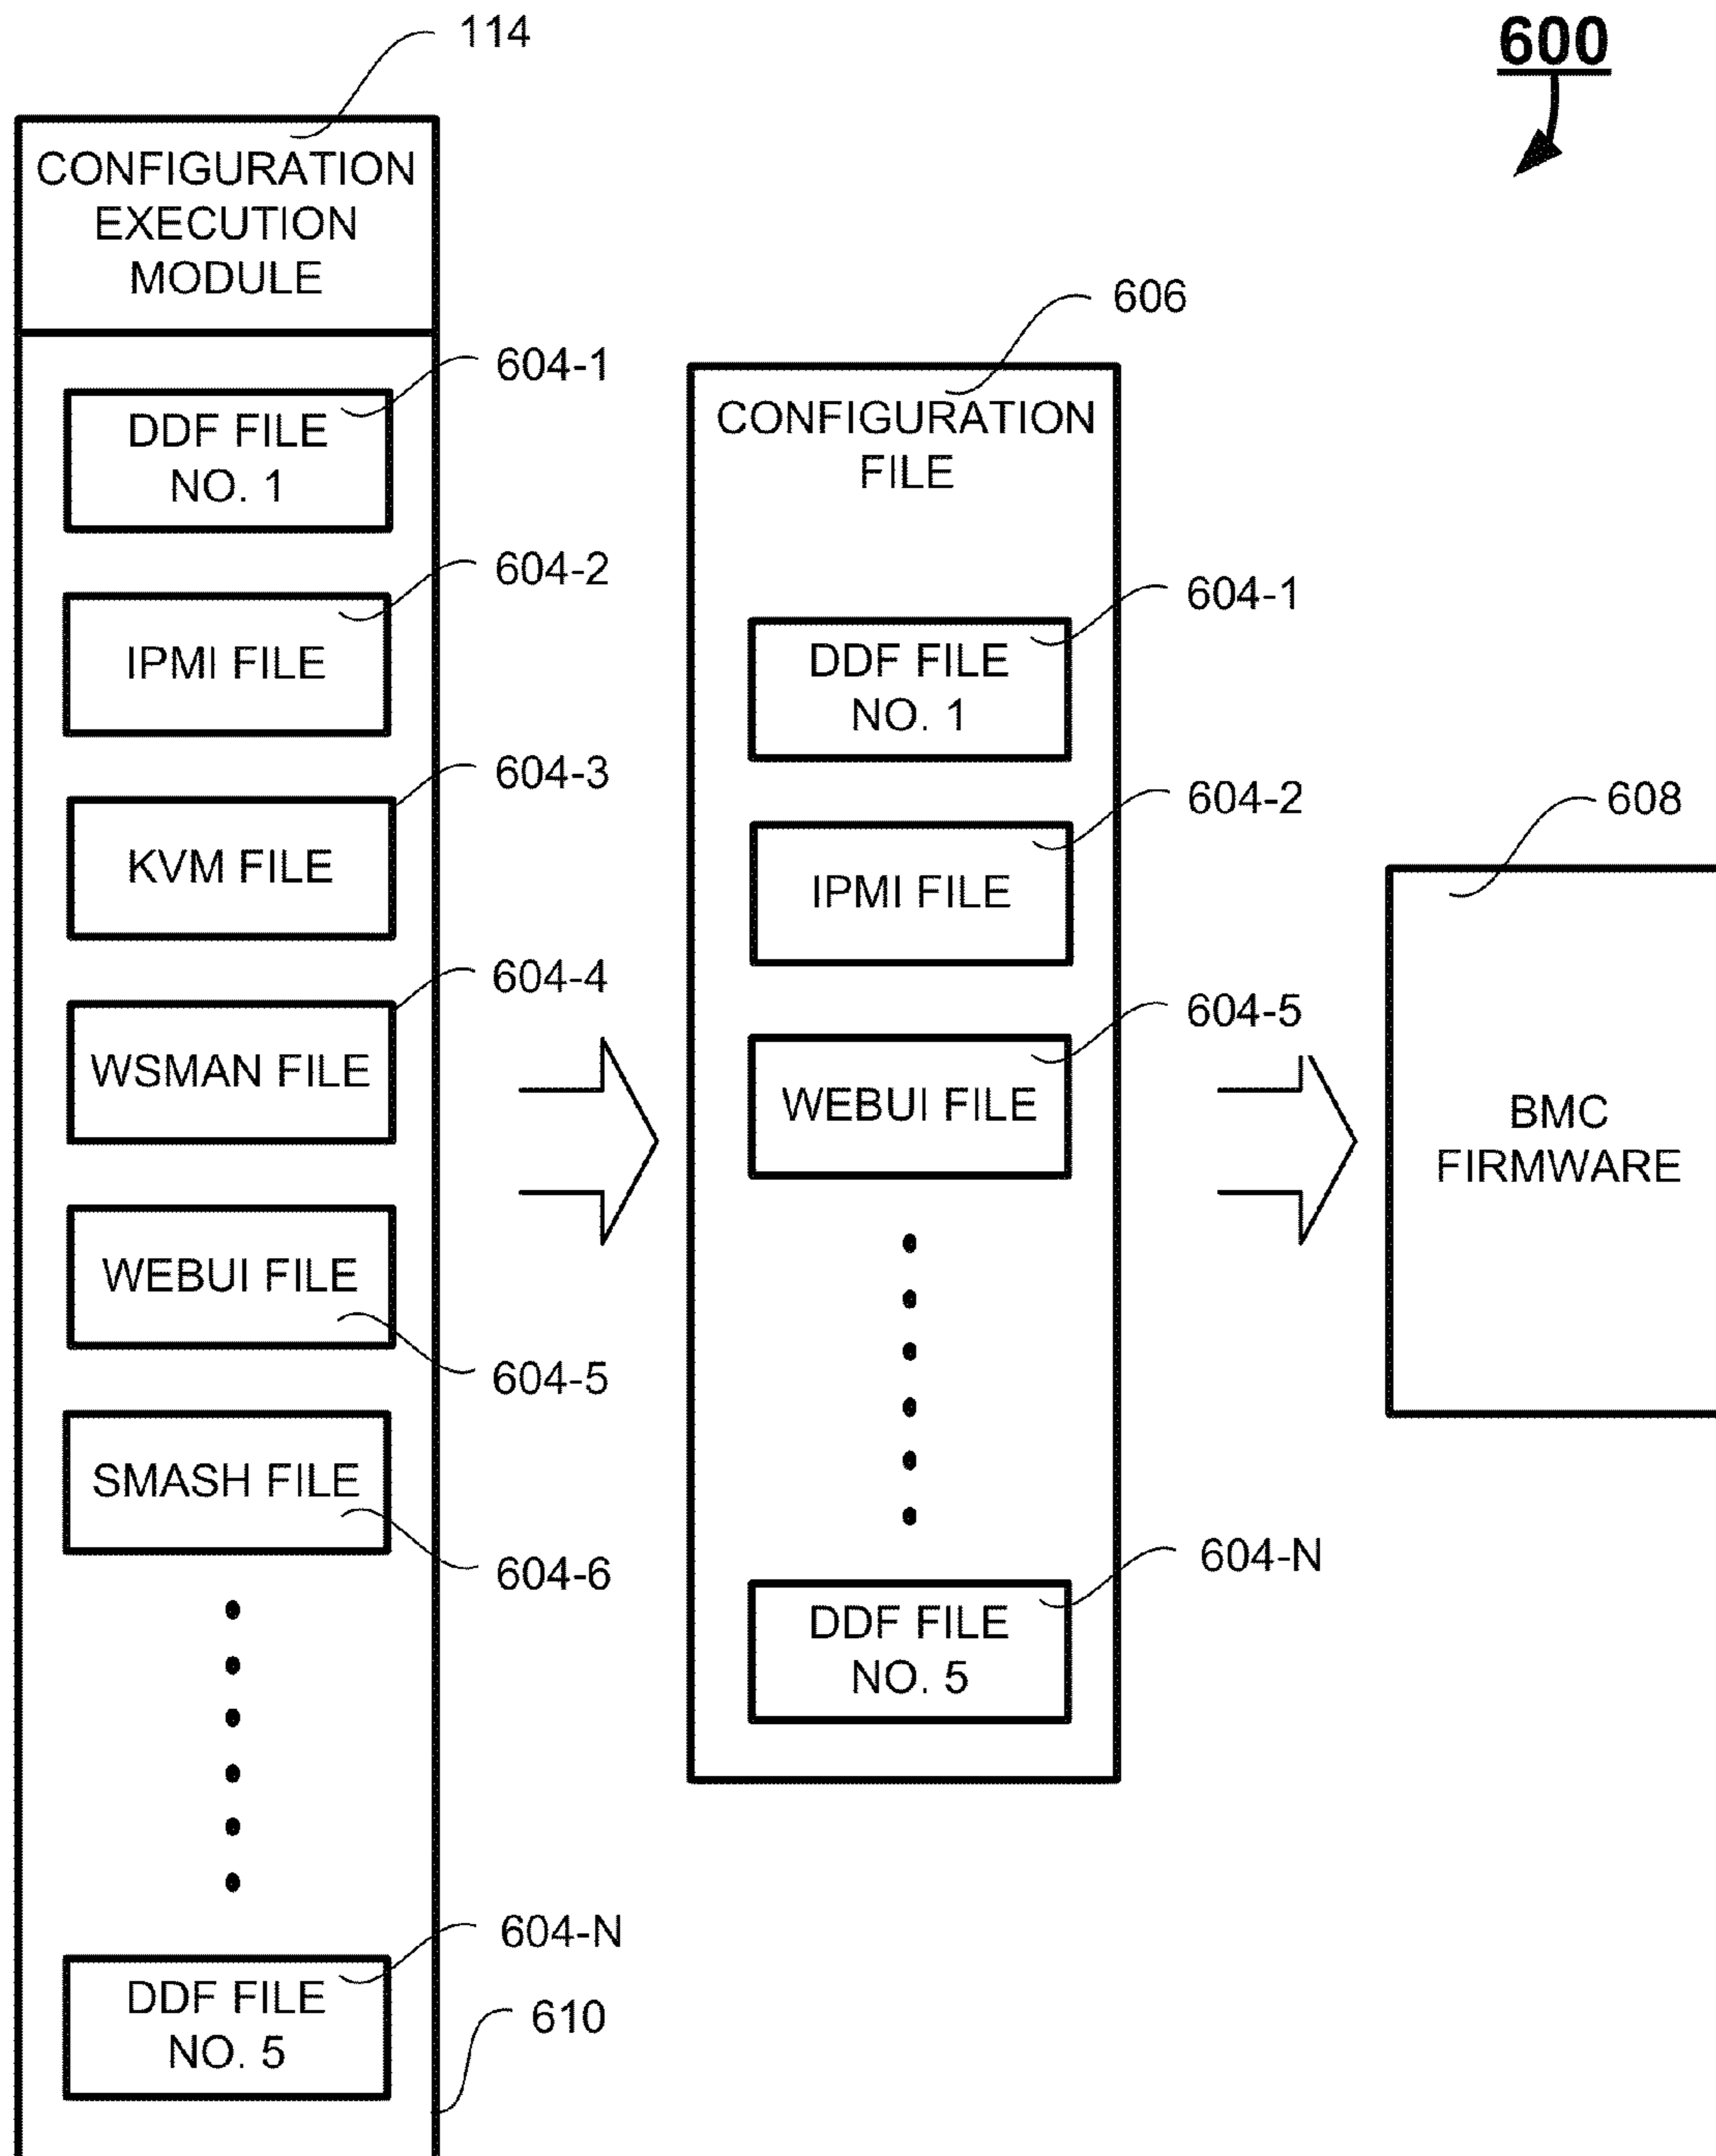 114
600
CONFIGURATION
EXECUTION
MODULE
604-1
DDF FILE
NO. 1
604-2
IPMI FILE
604-3
KVM FILE
604-4
WSMAN FILE
WEBUI FILE
604-5
SMASH FILE
604-6
604-N
DDF FILE
NO. 5
610
606
CONFIGURATION
FILE
604-1
DDF FILE
NO. 1
604-2
IPMI FILE
604-5
WEBUI FILE
604-N
DDF FILE
NO. 5
608
BMC
FIRMWARE